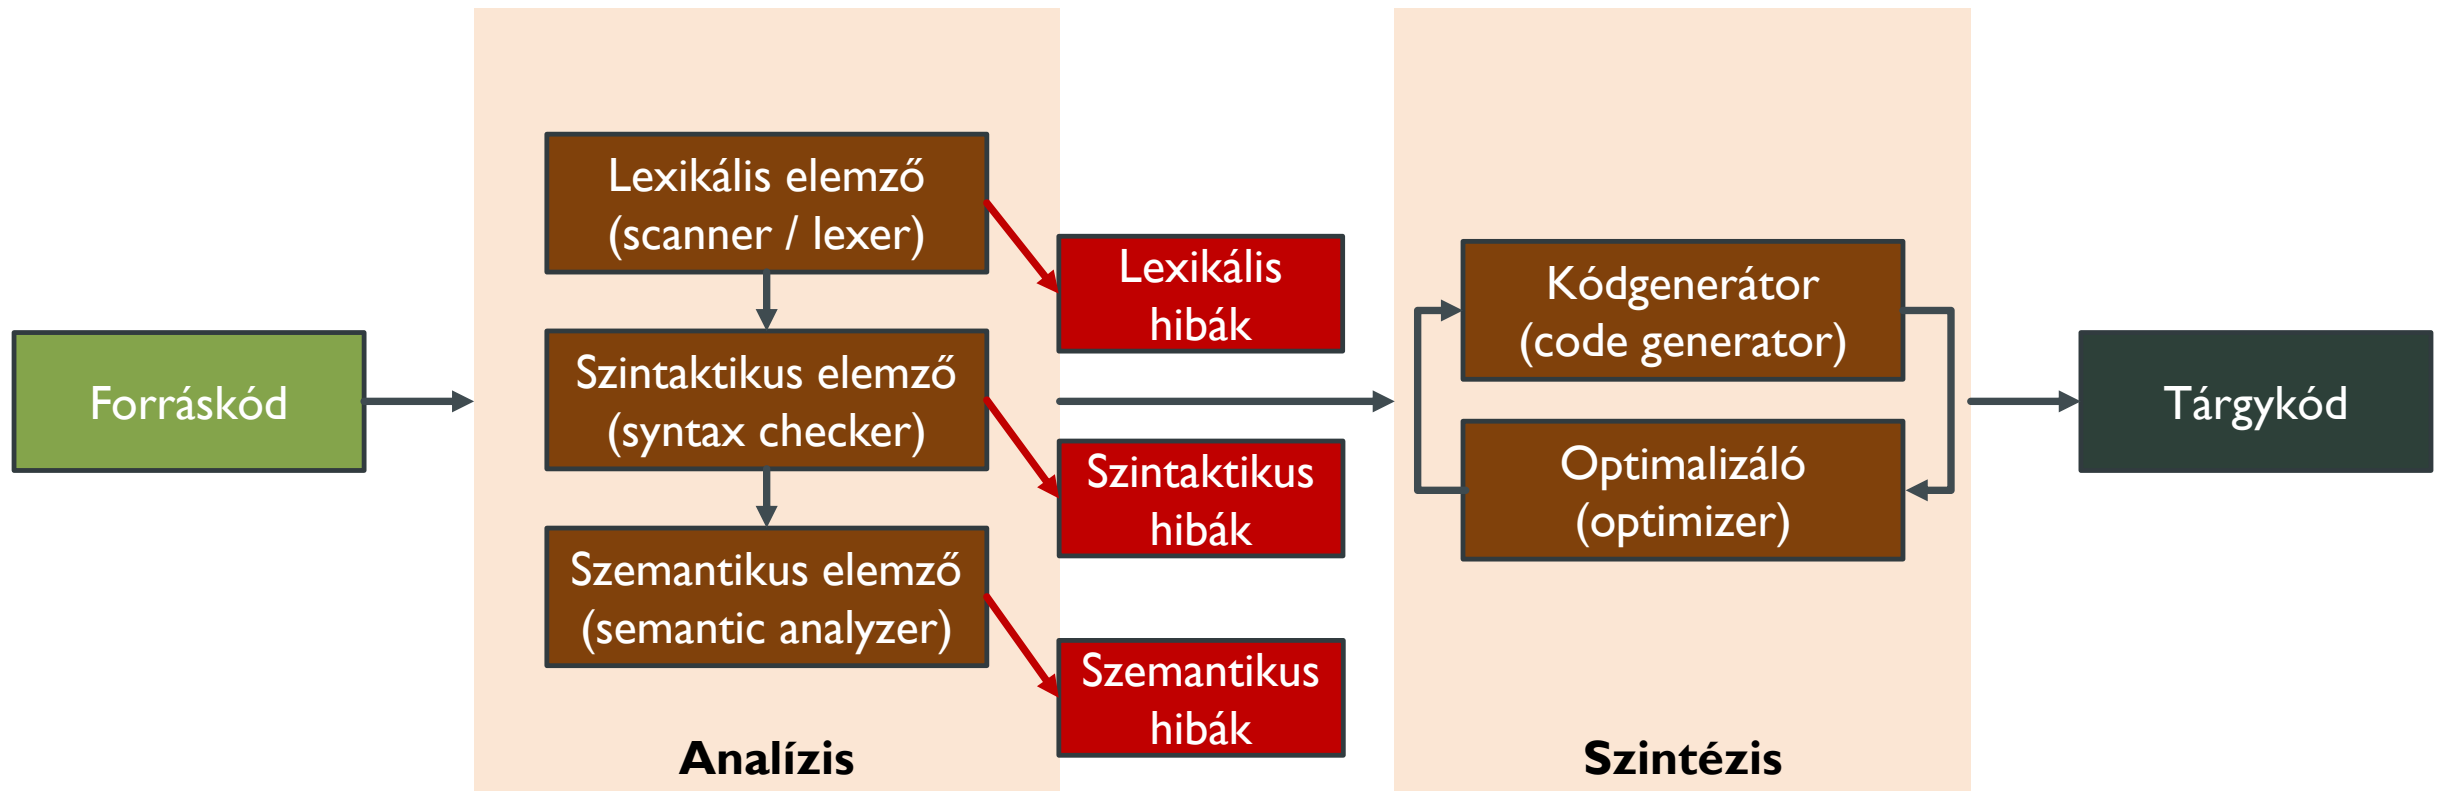 Forráskód
Lexikális elemző
(scanner / lexer)
Szintaktikus elemző
(syntax checker)
Szemantikus elemző
(semantic analyzer)
Analízis
Lexikális
hibák
Szintaktikus
hibák
Szemantikus
hibák
Kódgenerátor
(code generator)
Optimalizáló
(optimizer)
Szintézis
Tárgykód